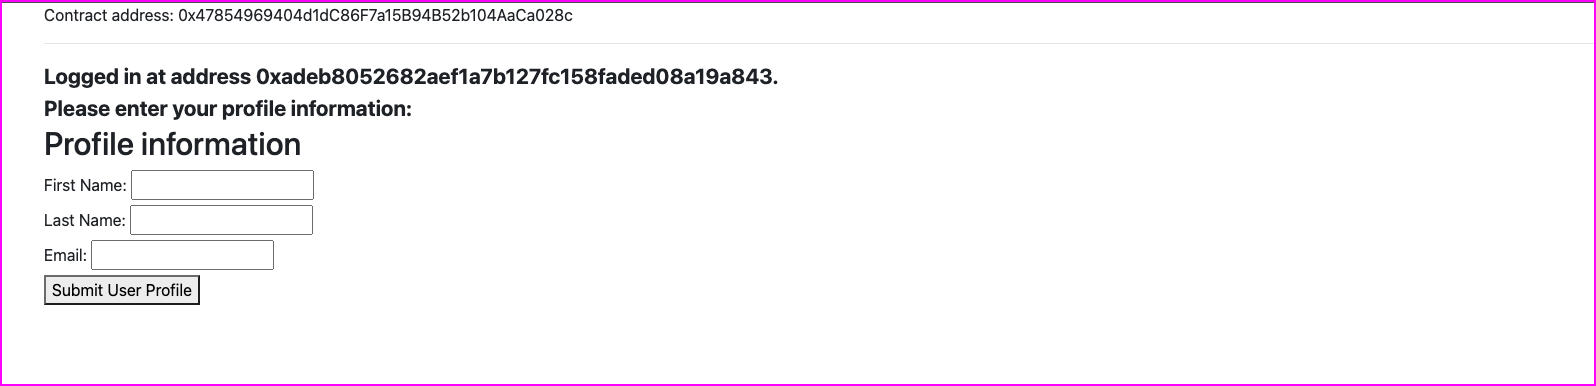 Contract address: 0x47854969404d1dC86F7a15B94B52b104AaCa028c
Logged in at address 0xadeb8052682aef1a7b127fc158faded08a19a843.
Please enter your profile information:
Profile information
First Name:
Last Name:
Email:
Submit User Profile